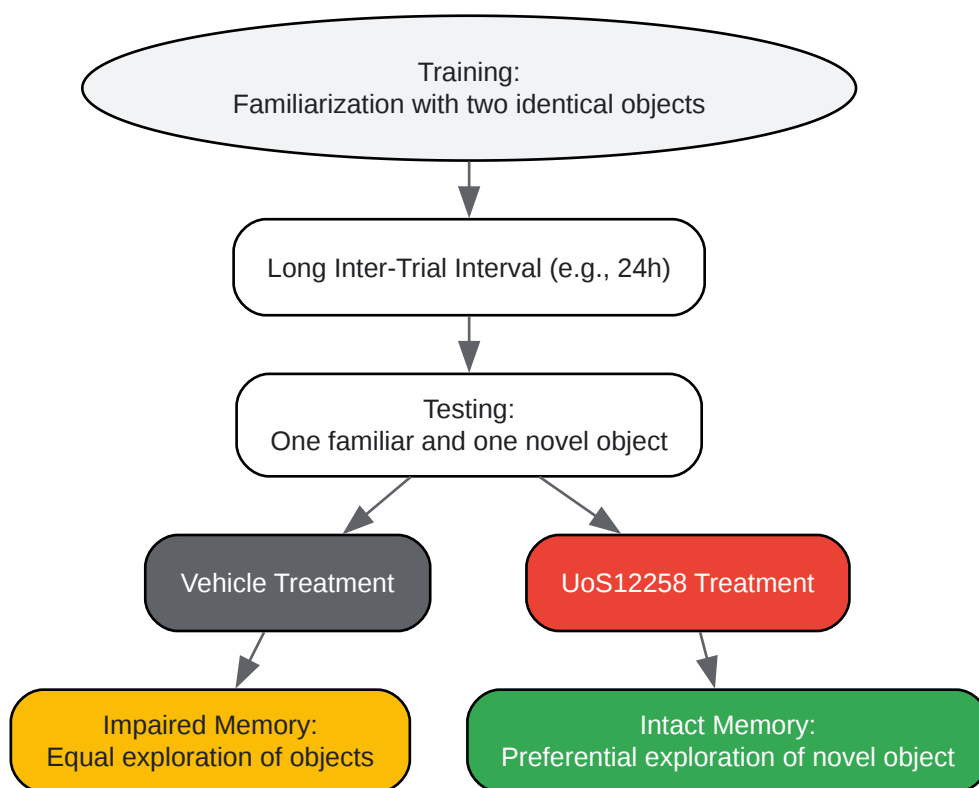 Training:
Familiarization with two identical objects
Long Inter-Trial Interval (e.g., 24h)
Testing:
One familiar and one novel object
Vehicle Treatment
UoS12258 Treatment
Impaired Memory:
Equal exploration of objects
Intact Memory:
Preferential exploration of novel object